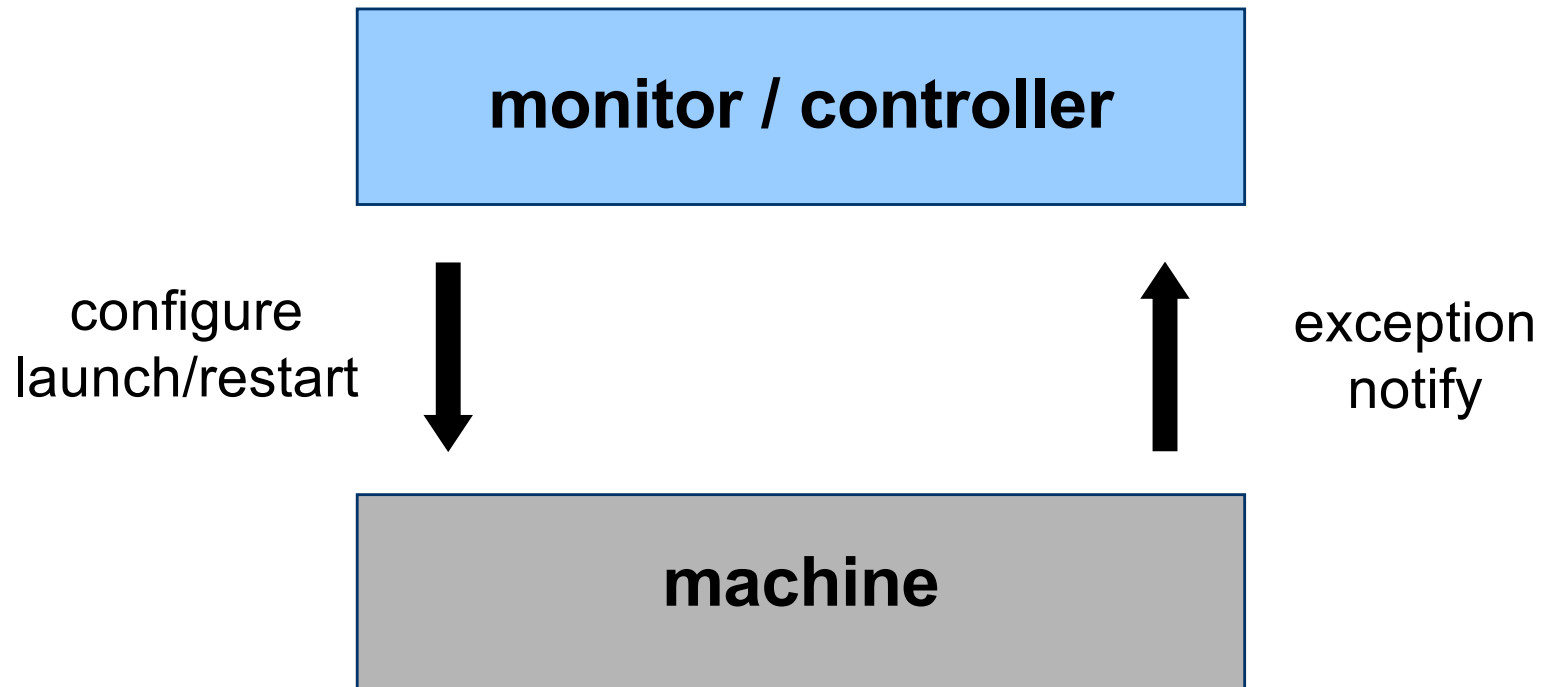 monitor / controller
configure
launch/restart
exception
notify
machine